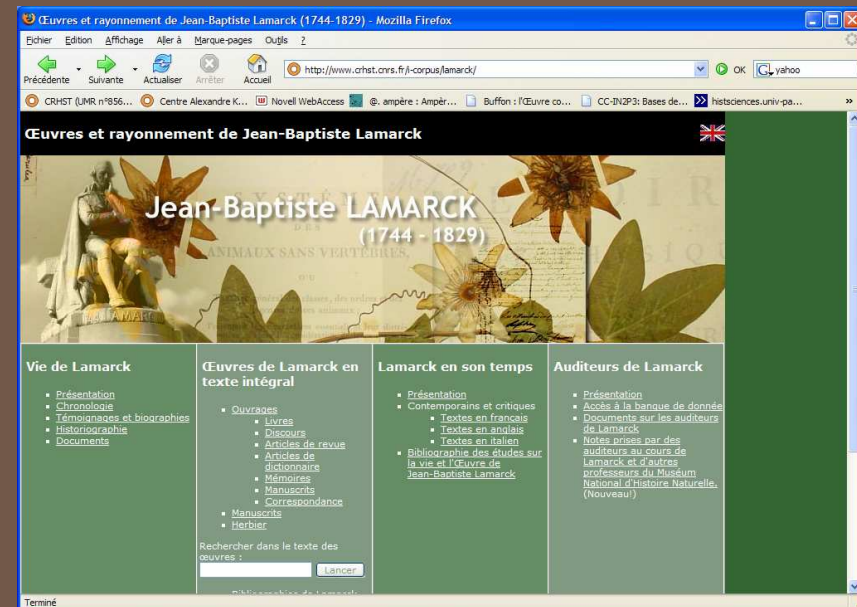 Œuvres et rayonnement de Jean-Baptiste Lamarck (1744-1829) - Mozilla Firefox
Fichier Edition Affichage Aller à Marque-pages Outils ?
Précédente Suivante Actualiser Arrêter Accueil http://www.crhst.cnrs.fr/i-corpus/lamarck/ OK yahoo
CRHST (UMR n°856... Centre Alexandre K... Novell WebAccess @. ampère : Ampèr... Buffon : l'Œuvre co... CC-IN2P3: Bases de... histsciences.univ-pa... »
Œuvres et rayonnement de Jean-Baptiste Lamarck
SYSTÈME
DES
ANIMAUX SANS VERTÈBRES,
OU
Jean-Baptiste LAMARCK
(1744 - 1829)
Vie de Lamarck
Présentation
Chronologie
Témoignages et biographies
Historiographie
Documents
Œuvres de Lamarck en
texte intégral
Ouvrages
Livres
Discours
Articles de revue
Articles de
dictionnaire
Mémoires
Manuscrits
Correspondance
Manuscrits
Herbier
Rechercher dans le texte des
œuvres :
Lancer
Lamarck en son temps
Présentation
Contemporains et critiques
Textes en français
Textes en anglais
Textes en italien
Bibliographie des études sur
la vie et l'Œuvre de
Jean-Baptiste Lamarck
Auditeurs de Lamarck
Présentation
Accès à la banque de donnée
Documents sur les auditeurs
de Lamarck
Notes prises par des
auditeurs au cours de
Lamarck et d'autres
professeurs du Muséum
National d'Histoire Naturelle.
(Nouveau!)
Terminé